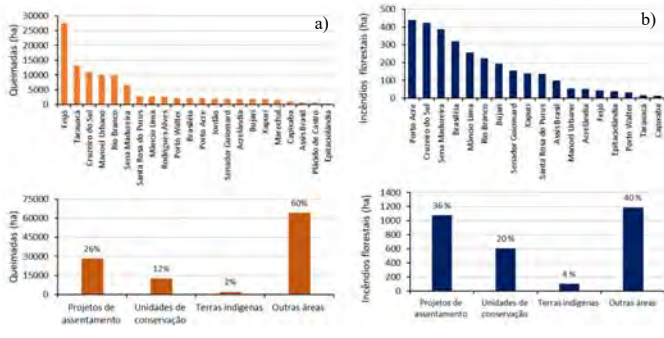 a)
Queimadas (ha)
30000
25000
20000
15000
10000
5000
0
Feijó
Tarauacá
Cruzeiro do Sul
Manoel Urbano
Rio Branco
Sena Madureira
Santa Rosa do Purus
Mâncio Lima
Rodrigues Alves
Porto Walter
Brasiléia
Porto Acre
Jordão
Senador Guiomard
Acrelândia
Bujari
Xapuri
Marechal
Capixaba
Assis Brasil
Plácido de Castro
Epitaciolândia
b)
Incêndios florestais (ha)
500
400
300
200
100
0
Porto Acre
Cruzeiro do Sul
Sena Madureira
Brasiléia
Mâncio Lima
Rio Branco
Bujari
Senador Guiomard
Xapuri
Santa Rosa do Purus
Assis Brasil
Manoel Urbano
Acrelândia
Feijó
Epitaciolândia
Porto Walter
Tarauacá
Capixaba
Queimadas (ha)
75000
60000
45000
30000
15000
0
26%
12%
2%
60%
Projetos de
assentamento
Unidades de
conservação
Terras indígenas
Outras áreas
Incêndios florestais (ha)
1400
1200
1000
800
600
400
200
0
36%
20%
4%
40%
Projetos de
assentamento
Unidades de
conservação
Terras indígenas
Outras áreas